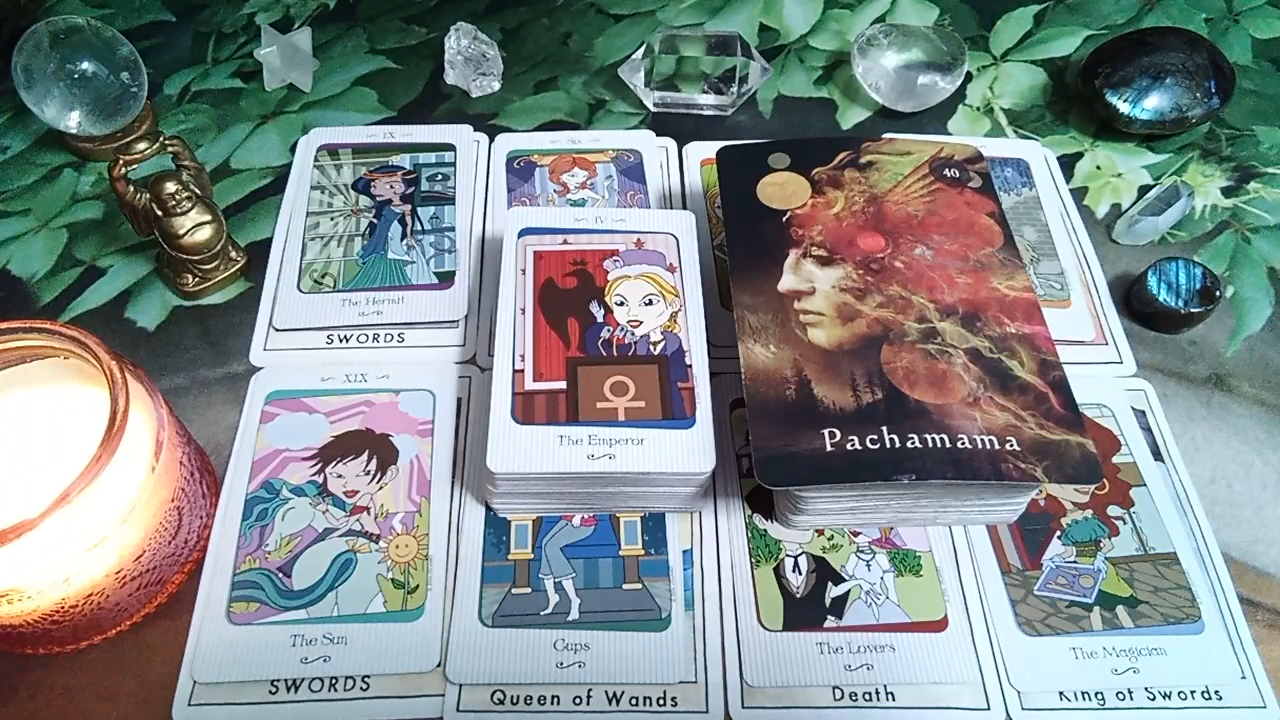 IX
The Hermit
SWORDS
Six
IV
The Emperor
40
Pachamama
XIX
The Sun
SWORDS
Cups
Queen of Wands
The Lovers
Death
The Magician
King of Swords